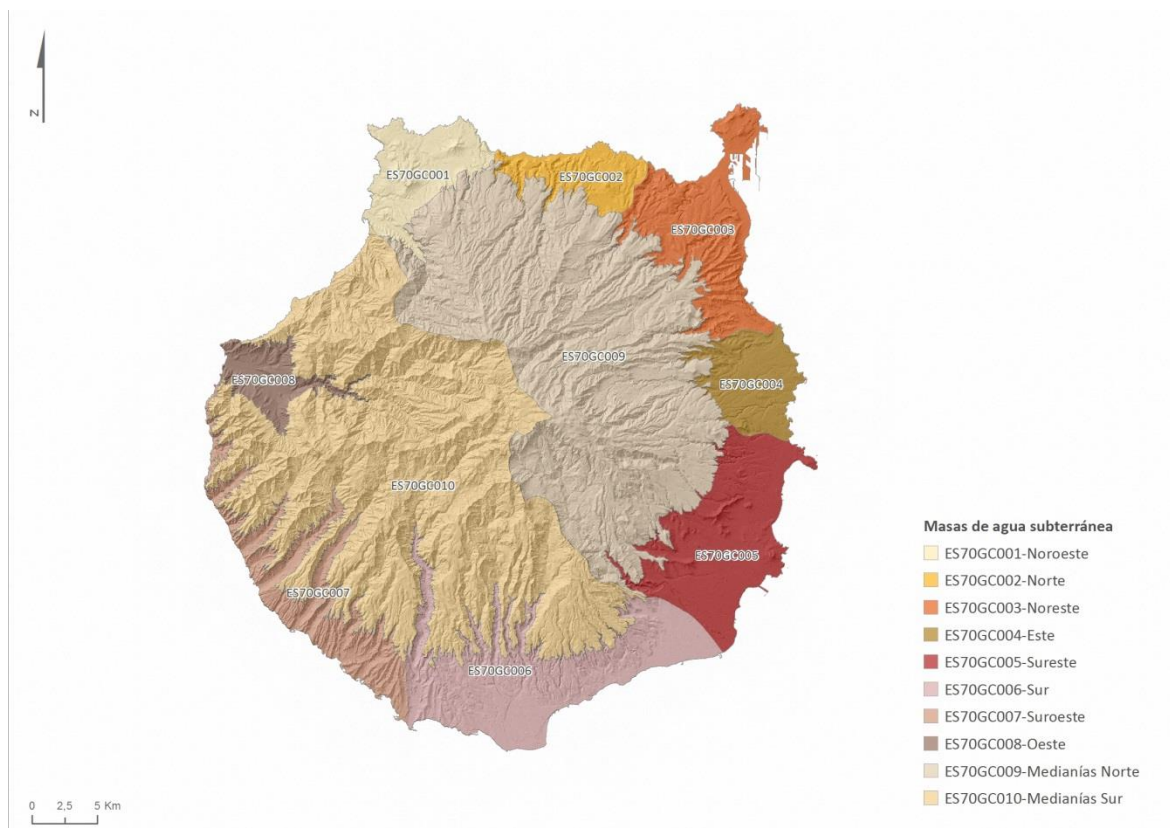 N
ES70GC001
ES70GC002
ES70GC003
ES70GC009
ES70GC008
ES70GC004
ES70GC010
ES70GC005
ES70GC007
ES70GC006
Masas de agua subterránea
ES70GC001-Noroeste
ES70GC002-Norte
ES70GC003-Noreste
ES70GC004-Este
ES70GC005-Sureste
ES70GC006-Sur
ES70GC007-Suroeste
ES70GC008-Oeste
ES70GC009-Medianías Norte
ES70GC010-Medianías Sur
0 2,5 5 Km